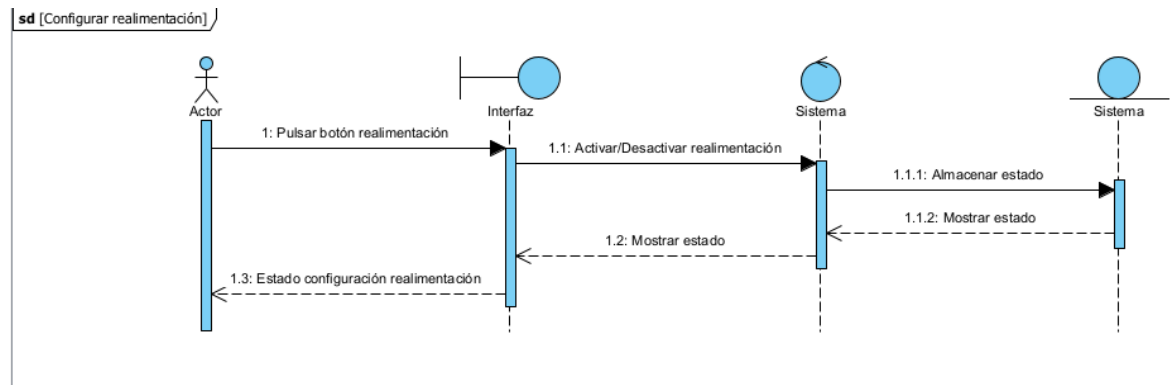 sd [Configurar realimentación]
Actor
Interfaz
Sistema
Sistema
1: Pulsar botón realimentación
1.1: Activar/Desactivar realimentación
1.1.1: Almacenar estado
1.1.2: Mostrar estado
1.2: Mostrar estado
1.3: Estado configuración realimentación